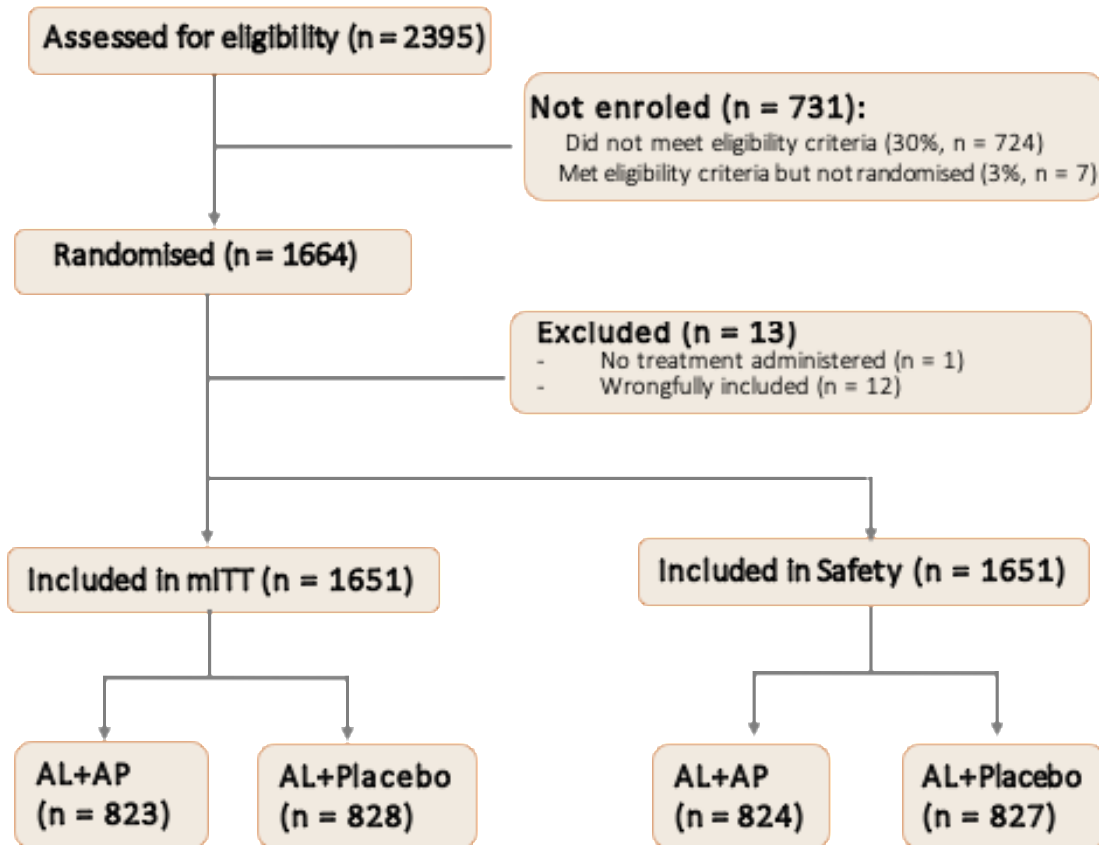 Assessed for eligibility (n = 2395)
Not enroled (n = 731):
Did not meet eligibility criteria (30%, n = 724)
Met eligibility criteria but not randomised (3%, n = 7)
Randomised (n = 1664)
Excluded (n = 13)
- No treatment administered (n = 1)
- Wrongfully included (n = 12)
Included in mITT (n = 1651)
Included in Safety (n = 1651)
AL+AP
(n = 823)
AL+Placebo
(n = 828)
AL+AP
(n = 824)
AL+Placebo
(n = 827)